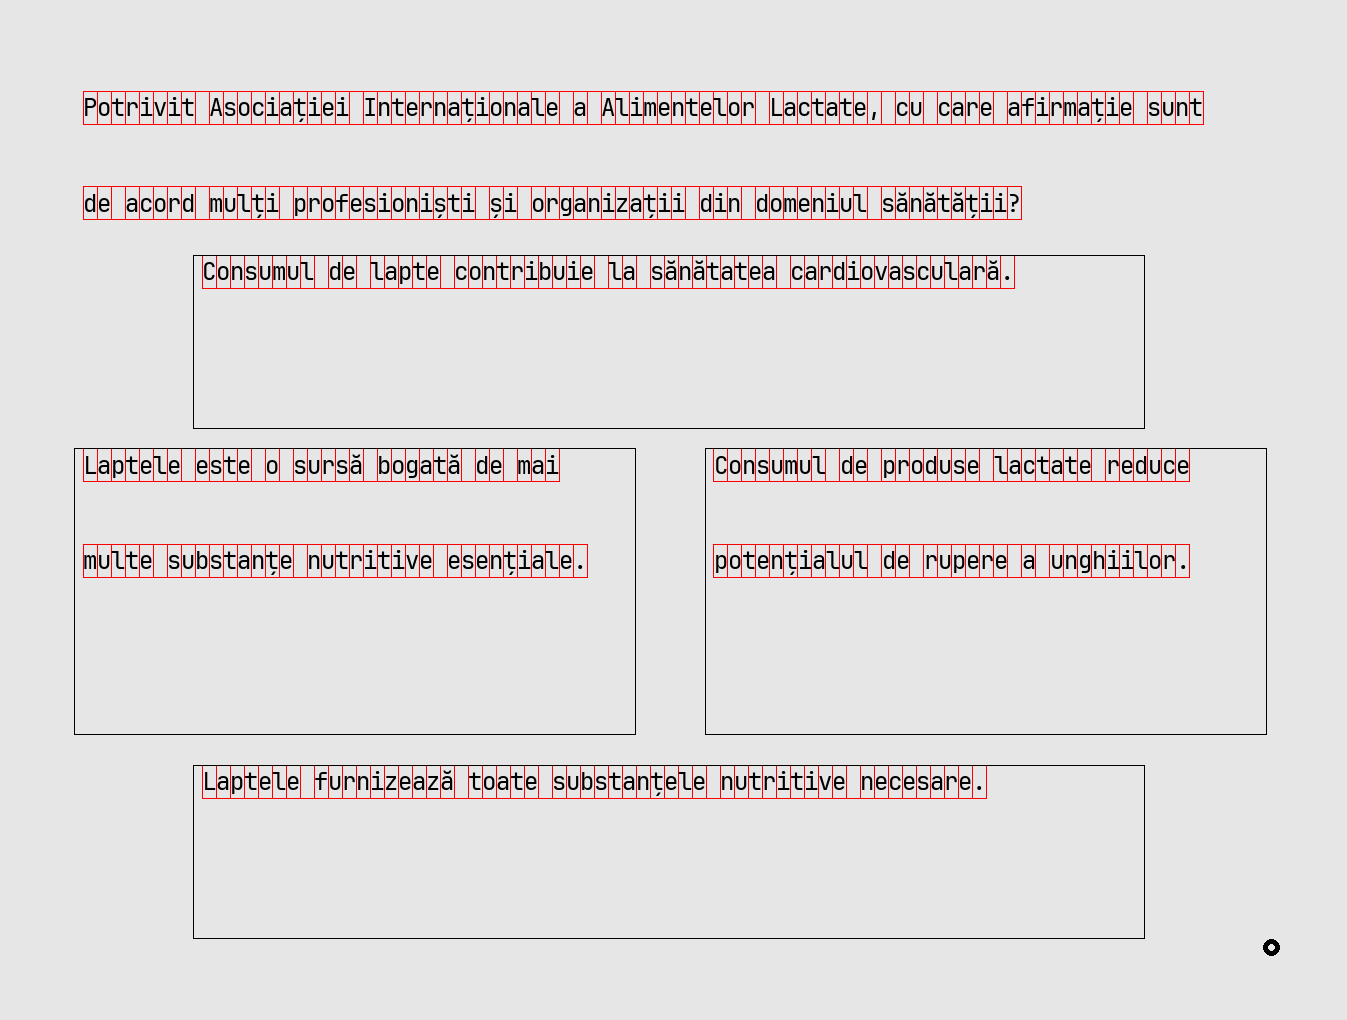 Potrivit Asociației Internaționale a Alimentelor Lactate, cu care afirmație sunt
de acord mulți profesioniști și organizații din domeniul sănătății?
Consumul de lapte contribuie la sănătatea cardiovasculară.
Laptele este o sursă bogată de mai
multe substanțe nutritive esențiale.
Consumul de produse lactate reduce
potențialul de rupere a unghiilor.
Laptele furnizează toate substanțele nutritive necesare.